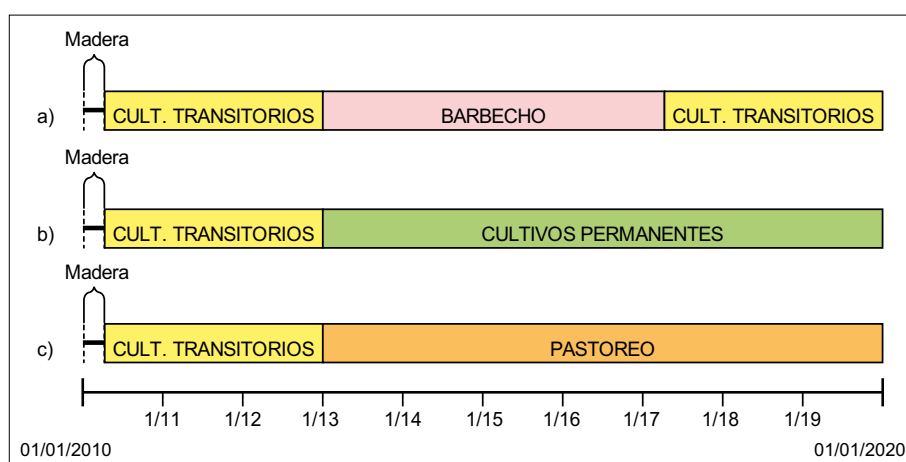 Madera
a) CULT. TRANSITORIOS BARBECHO CULT. TRANSITORIOS
Madera
b) CULT. TRANSITORIOS CULTIVOS PERMANENTES
Madera
c) CULT. TRANSITORIOS PASTOREO
1/11 1/12 1/13 1/14 1/15 1/16 1/17 1/18 1/19
01/01/2010 01/01/2020